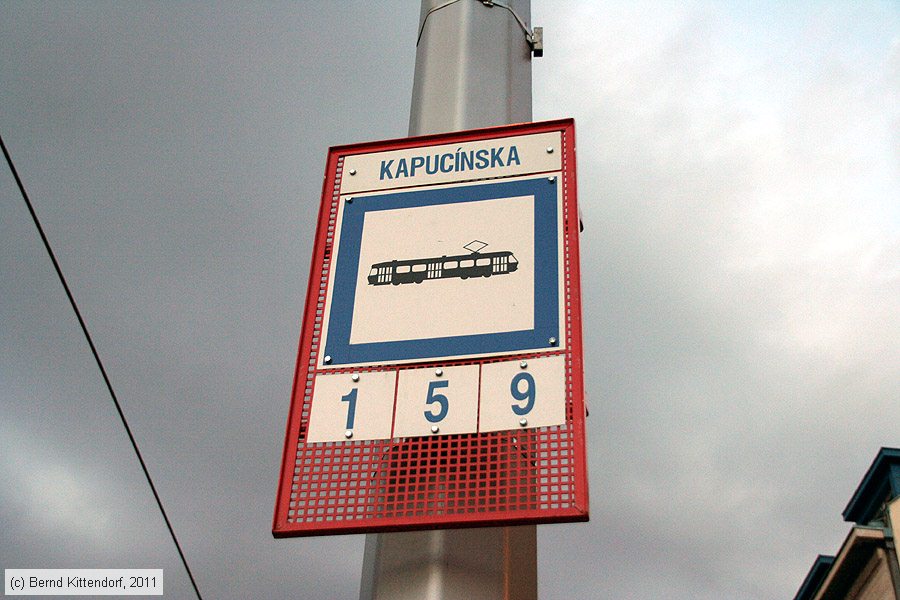 KAPUCÍNSKA
1 5 9
(c) Bernd Kittendorf, 2011